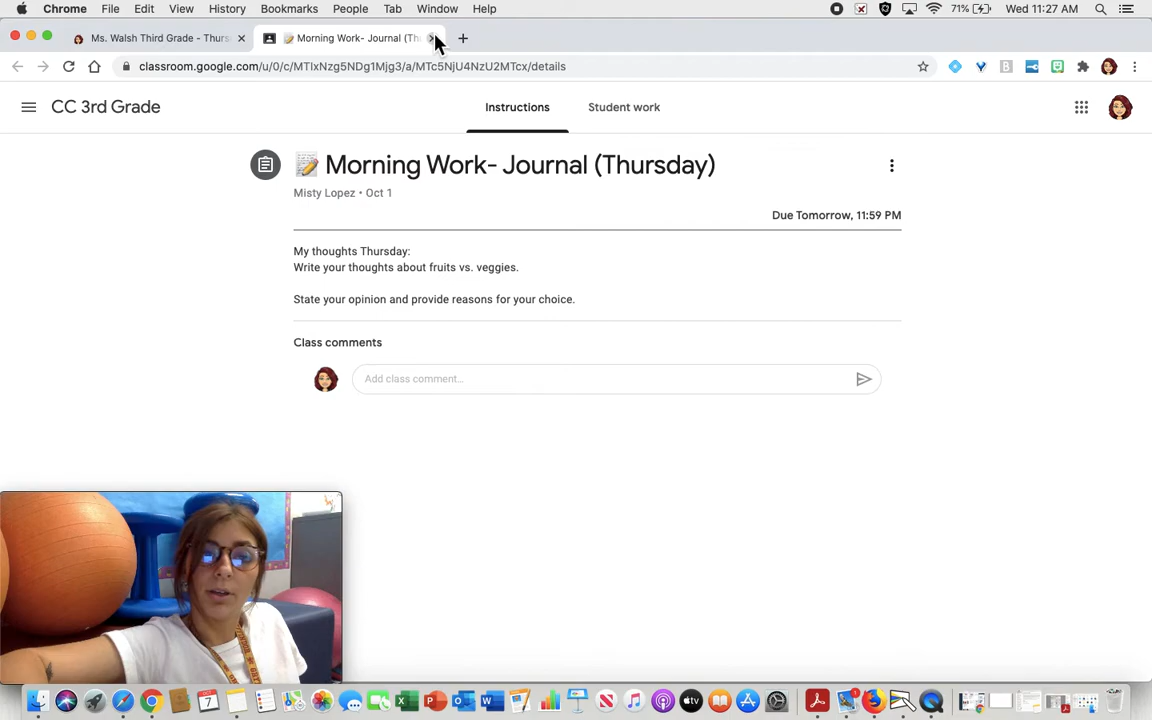 Chrome File Edit View History Bookmarks People Tab Window Help 71% Wed 11:27 AM
Ms. Walsh Third Grade - Thurs Morning Work- Journal (Th
classroom.google.com/u/0/c/MTIxNzg5NDg1Mjg3/a/MTc5NjU4NzU2MTcx/details
CC 3rd Grade Instructions Student work
Morning Work- Journal (Thursday)
Misty Lopez • Oct 1
Due Tomorrow, 11:59 PM
My thoughts Thursday:
Write your thoughts about fruits vs. veggies.
State your opinion and provide reasons for your choice.
Class comments
Add class comment...